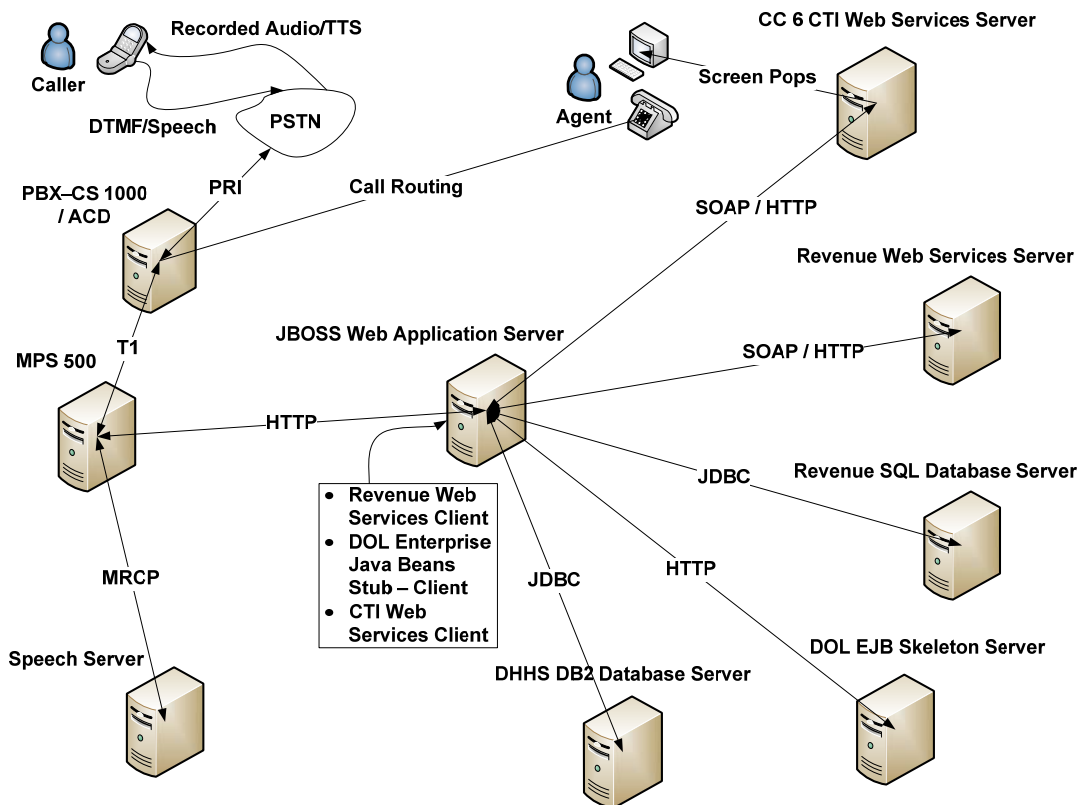 CC 6 CTI Web Services Server
Recorded Audio/TTS
Caller
Screen Pops
DTMF/Speech
PSTN
Agent
PBX–CS 1000
/ ACD
PRI
Call Routing
SOAP / HTTP
Revenue Web Services Server
T1
JBOSS Web Application Server
MPS 500
SOAP / HTTP
HTTP
Revenue SQL Database Server
JDBC
• Revenue Web
Services Client
• DOL Enterprise
Java Beans
Stub – Client
• CTI Web
Services Client
MRCP
JDBC
HTTP
Speech Server
DHHS DB2 Database Server
DOL EJB Skeleton Server